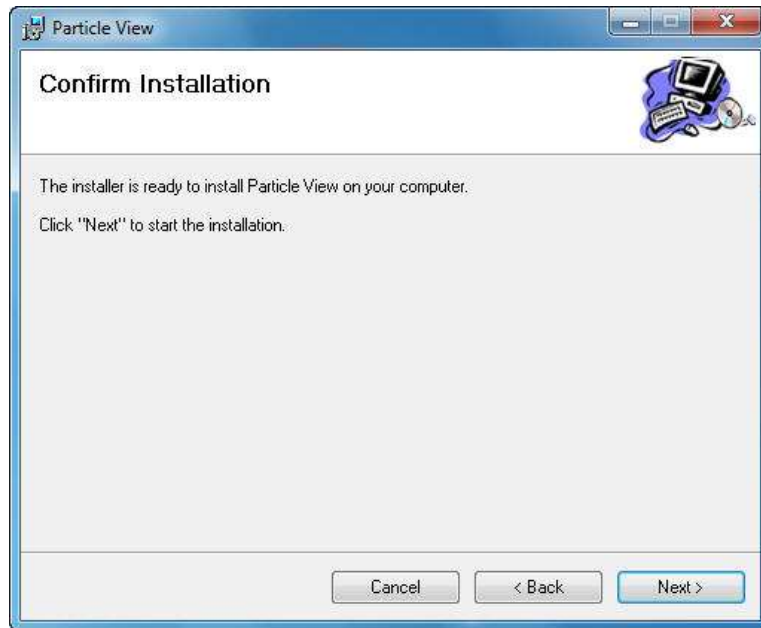 Particle View
Confirm Installation
The installer is ready to install Particle View on your computer.
Click "Next" to start the installation.
Cancel
< Back
Next >